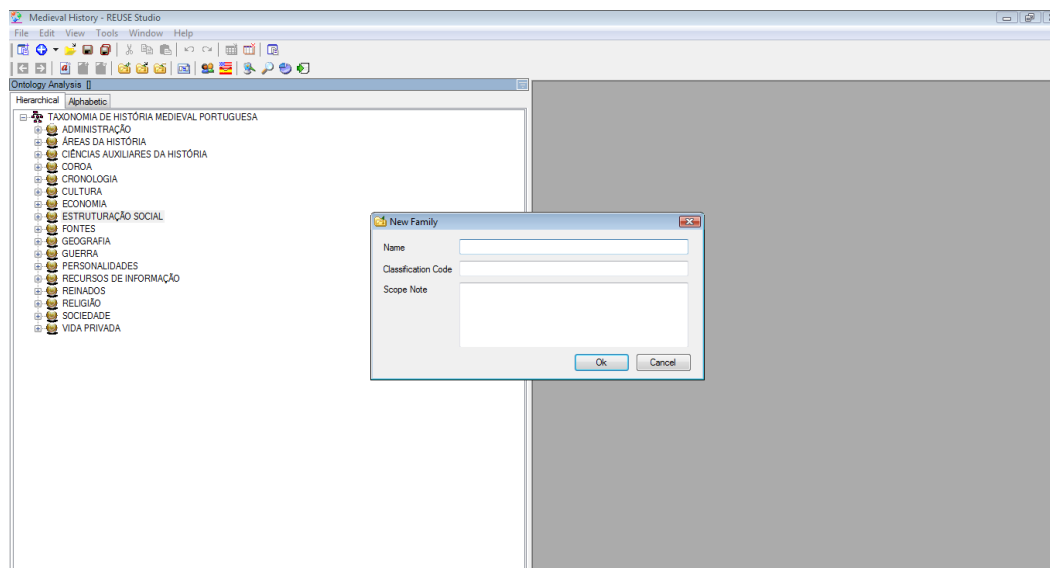 Medieval History - REUSE Studio
File Edit View Tools Window Help
Ontology Analysis []
Hierarchical Alphabetic
TAXONOMIA DE HISTÓRIA MEDIEVAL PORTUGUESA
ADMINISTRAÇÃO
ÁREAS DA HISTÓRIA
CIÊNCIAS AUXILIARES DA HISTÓRIA
COROA
CRONOLOGIA
CULTURA
ECONOMIA
ESTRUTURAÇÃO SOCIAL
FONTES
GEOGRAFIA
GUERRA
PERSONALIDADES
RECURSOS DE INFORMAÇÃO
REINADOS
RELIGIÃO
SOCIEDADE
VIDA PRIVADA
New Family
Name
Classification Code
Scope Note
Ok Cancel